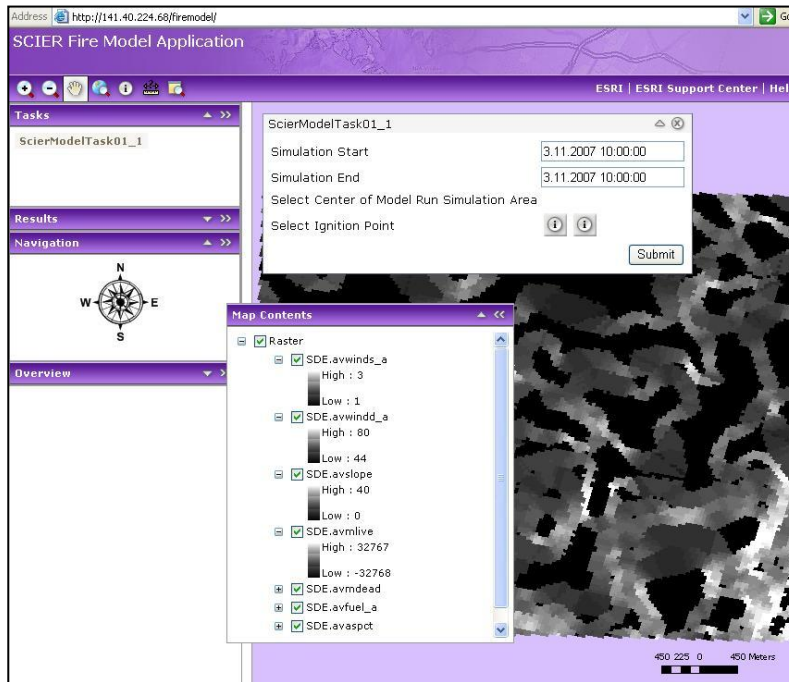 Address http://141.40.224.68/firemodel/ Go
SCIER Fire Model Application
ESRI | ESRI Support Center | Hel
Tasks
ScierModelTask01_1
Results
Navigation
N
W E
S
Overview
ScierModelTask01_1
Simulation Start 3.11.2007 10:00:00
Simulation End 3.11.2007 10:00:00
Select Center of Model Run Simulation Area
Select Ignition Point
Submit
Map Contents
Raster
SDE.avwinds_a
High : 3
Low : 1
SDE.avwindd_a
High : 80
Low : 44
SDE.avslope
High : 40
Low : 0
SDE.avmlive
High : 32767
Low : -32768
SDE.avmdead
SDE.avfuel_a
SDE.avaspct
450 225 0 450 Meters